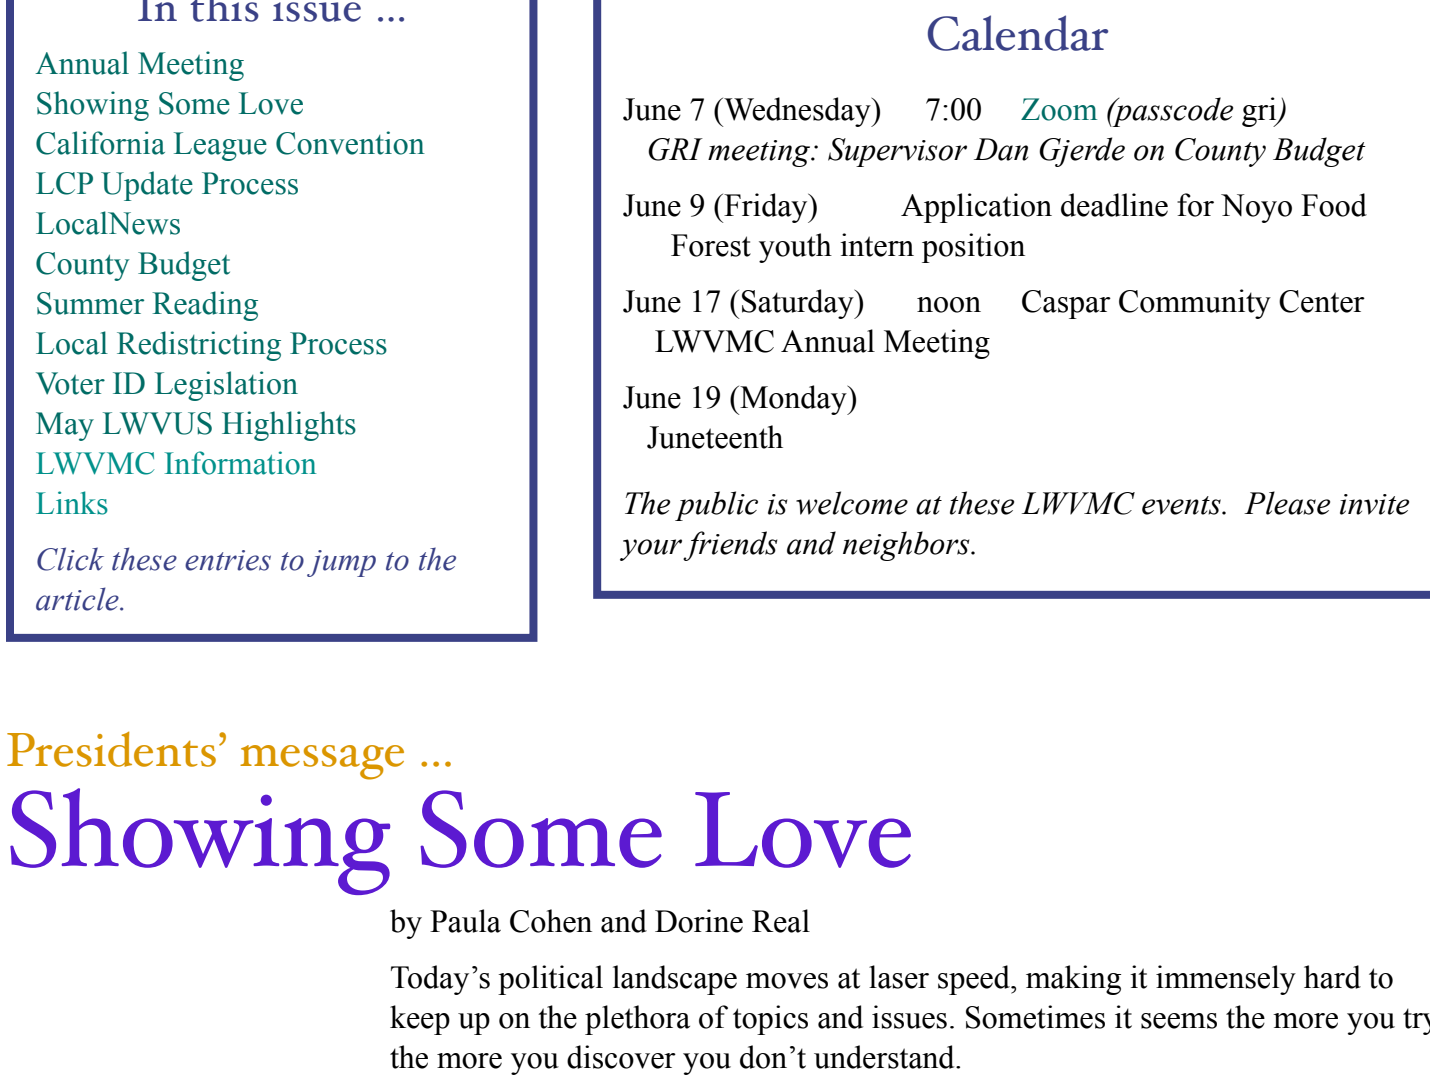 In this issue ...
Annual Meeting
Showing Some Love
California League Convention
LCP Update Process
LocalNews
County Budget
Summer Reading
Local Redistricting Process
Voter ID Legislation
May LWVUS Highlights
LWVMC Information
Links
Click these entries to jump to the
article.
Calendar
June 7 (Wednesday) 7:00 Zoom (passcode gri)
GRI meeting: Supervisor Dan Gjerde on County Budget
June 9 (Friday) Application deadline for Noyo Food
Forest youth intern position
June 17 (Saturday) noon Caspar Community Center
LWVMC Annual Meeting
June 19 (Monday)
Juneteenth
The public is welcome at these LWVMC events.  Please invite
your friends and neighbors.
Presidents’ message ...
Showing Some Love
by Paula Cohen and Dorine Real
Today’s political landscape moves at laser speed, making it immensely hard to
keep up on the plethora of topics and issues. Sometimes it seems the more you try
the more you discover you don’t understand.